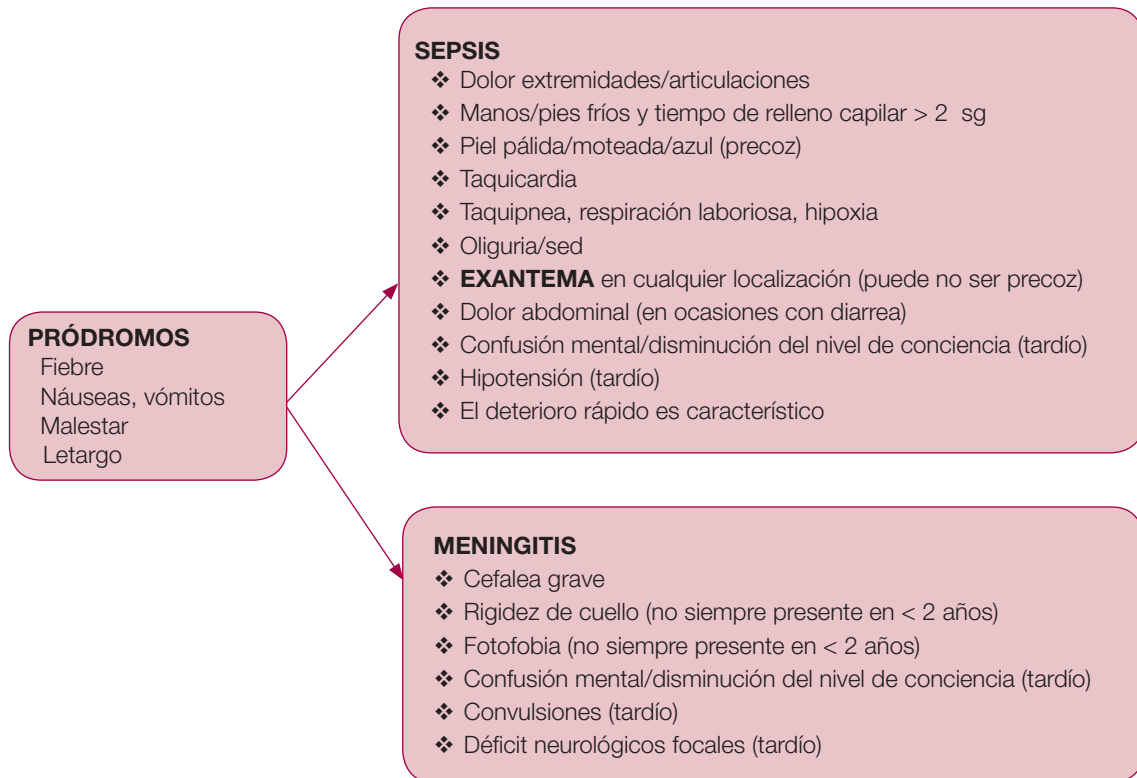 SEPSIS
❖ Dolor extremidades/articulaciones
❖ Manos/pies fríos y tiempo de relleno capilar > 2 sg
❖ Piel pálida/moteada/azul (precoz)
❖ Taquicardia
❖ Taquipnea, respiración laboriosa, hipoxia
❖ Oliguria/sed
❖ EXANTEMA en cualquier localización (puede no ser precoz)
❖ Dolor abdominal (en ocasiones con diarrea)
❖ Confusión mental/disminución del nivel de conciencia (tardío)
❖ Hipotensión (tardío)
❖ El deterioro rápido es característico
PRÓDROMOS
Fiebre
Náuseas, vómitos
Malestar
Letargo
MENINGITIS
❖ Cefalea grave
❖ Rigidez de cuello (no siempre presente en < 2 años)
❖ Fotofobia (no siempre presente en < 2 años)
❖ Confusión mental/disminución del nivel de conciencia (tardío)
❖ Convulsiones (tardío)
❖ Déficit neurológicos focales (tardío)